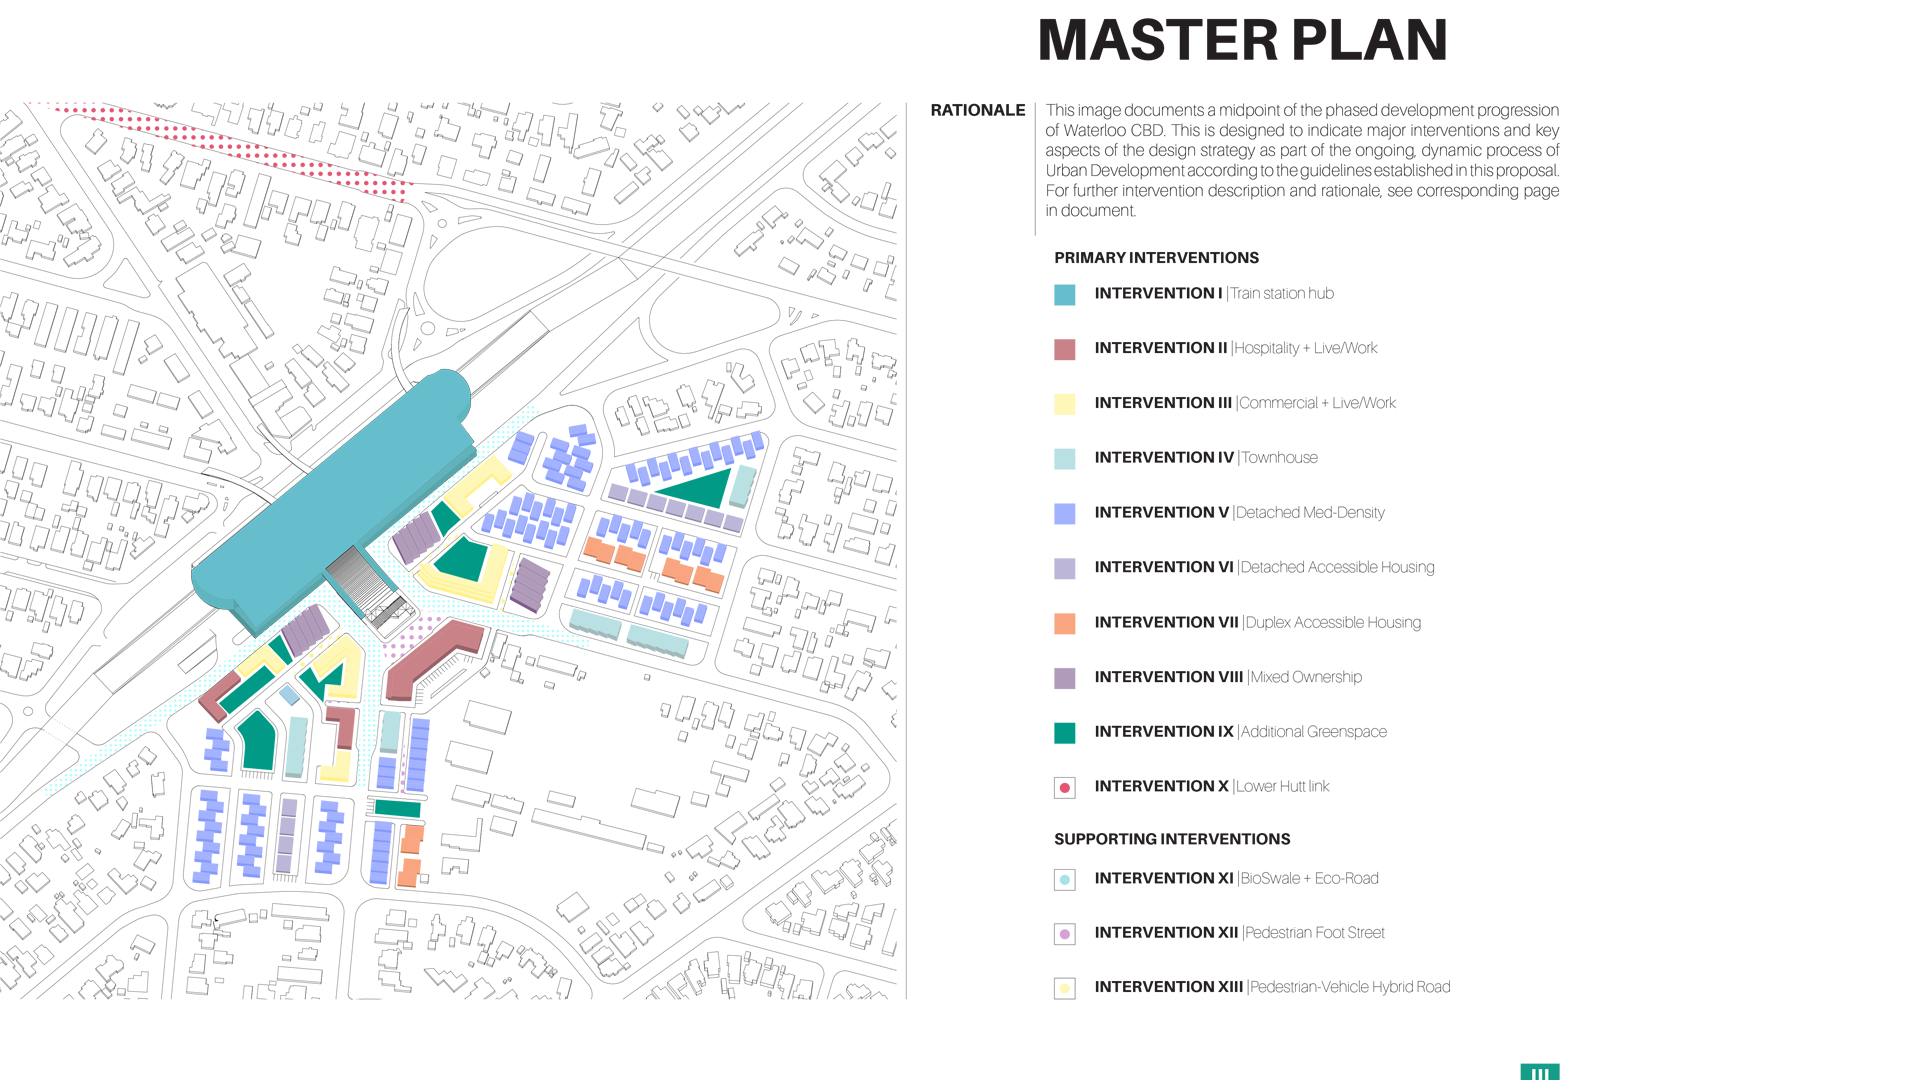 MASTER PLAN
RATIONALE
This image documents a midpoint of the phased development progression
of Waterloo CBD. This is designed to indicate major interventions and key
aspects of the design strategy as part of the ongoing, dynamic process of
Urban Development according to the guidelines established in this proposal.
For further intervention description and rationale, see corresponding page
in document.
PRIMARY INTERVENTIONS
INTERVENTION I |Train station hub
INTERVENTION II |Hospitality + Live/Work
INTERVENTION III |Commercial + Live/Work
INTERVENTION IV |Townhouse
INTERVENTION V |Detached Med-Density
INTERVENTION VI |Detached Accessible Housing
INTERVENTION VII |Duplex Accessible Housing
INTERVENTION VIII |Mixed Ownership
INTERVENTION IX |Additional Greenspace
INTERVENTION X |Lower Hutt link
SUPPORTING INTERVENTIONS
INTERVENTION XI |BioSwale + Eco-Road
INTERVENTION XII |Pedestrian Foot Street
INTERVENTION XIII |Pedestrian-Vehicle Hybrid Road
III